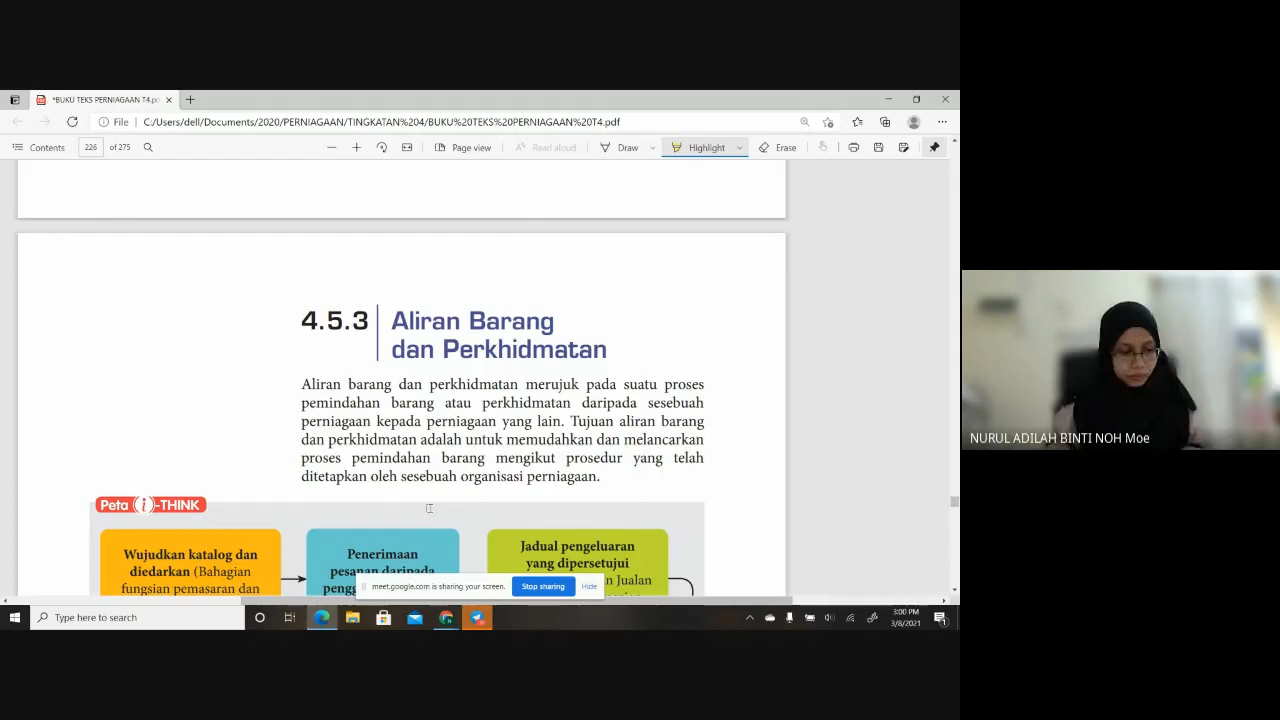 *BUKU TEKS PERNIAGAAN T4.pd
File
C:/Users/dell/Documents/2020/PERNIAGAAN/TINGKATAN%204/BUKU%20TEKS%20PERNIAGAAN%20T4.pdf
Contents
226 of 275
Page view
Read aloud
Draw
Highlight
Erase
4.5.3
Aliran Barang
dan Perkhidmatan
Aliran barang dan perkhidmatan merujuk pada suatu proses
pemindahan barang atau perkhidmatan daripada sesebuah
perniagaan kepada perniagaan yang lain. Tujuan aliran barang
dan perkhidmatan adalah untuk memudahkan dan melancarkan
proses pemindahan barang mengikut prosedur yang telah
ditetapkan oleh sesebuah organisasi perniagaan.
Peta i-THINK
Wujudkan katalog dan
diedarkan (Bahagian
fungsian pemasaran dan
Penerimaan
pesanan daripada
Jadual pengeluaran
yang dipersetujui
Jualan
meet.google.com is sharing your screen.
Stop sharing
Hide
NURUL ADILAH BINTI NOH Moe
Type here to search
3:00 PM
3/8/2021